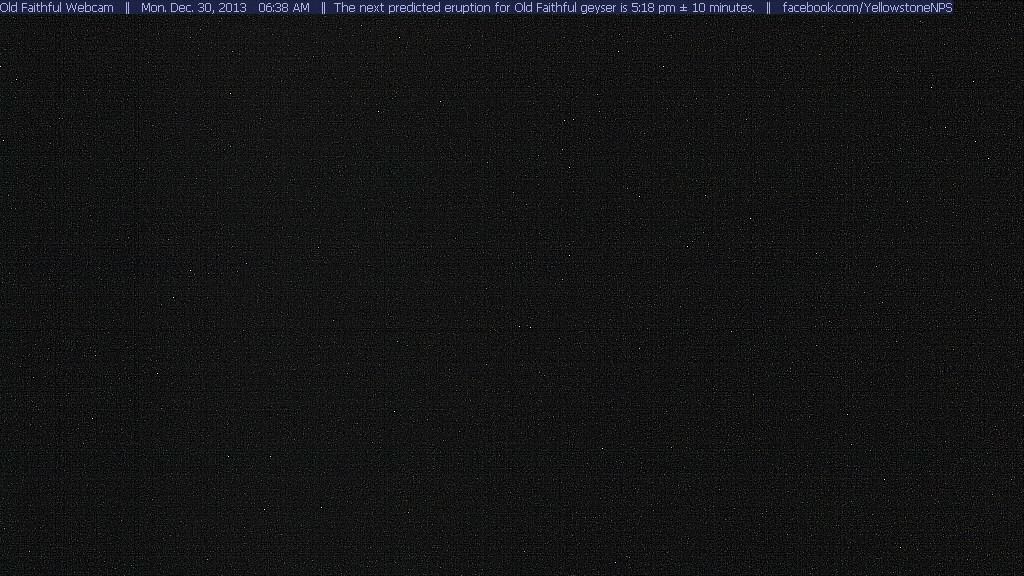 Old Faithful Webcam || Mon. Dec. 30, 2013 06:38 AM || The next predicted eruption for Old Faithful geyser is 5:18 pm ± 10 minutes. || facebook.com/YellowstoneNPS